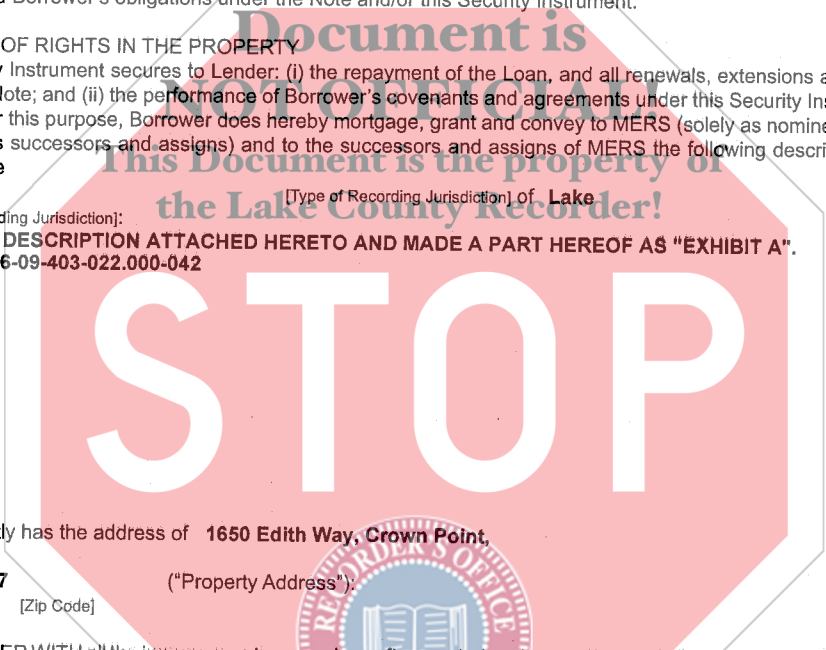 Borrower's obligations under the Note and/or this Security Instrument.
Document is
OF RIGHTS IN THE PROPERTY
Instrument secures to Lender: (i) the repayment of the Loan, and all renewals, extensions a
Note; and (ii) the performance of Borrower's covenants and agreements under this Security Ins
NOT OFFICIAL!
this purpose, Borrower does hereby mortgage, grant and convey to MERS (solely as nomine
successors and assigns) and to the successors and assigns of MERS the following descri
This Document is the property of
e
[Type of Recording Jurisdiction] of Lake
the Lake County Recorder!
ding Jurisdiction]:
DESCRIPTION ATTACHED HERETO AND MADE A PART HEREOF AS "EXHIBIT A".
6-09-403-022.000-042
STOP
ly has the address of 1650 Edith Way, Crown Point,
RECORDER'S OFFICE
7 ("Property Address"):
[Zip Code]